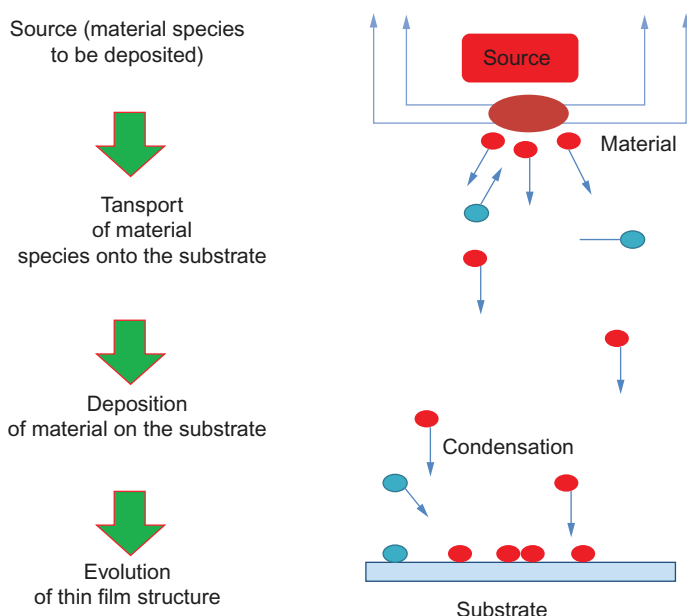 Source (material species
to be deposited)
Tansport
of material
species onto the substrate
Deposition
of material on the substrate
Evolution
of thin film structure
Source
Material
Condensation
Substrate